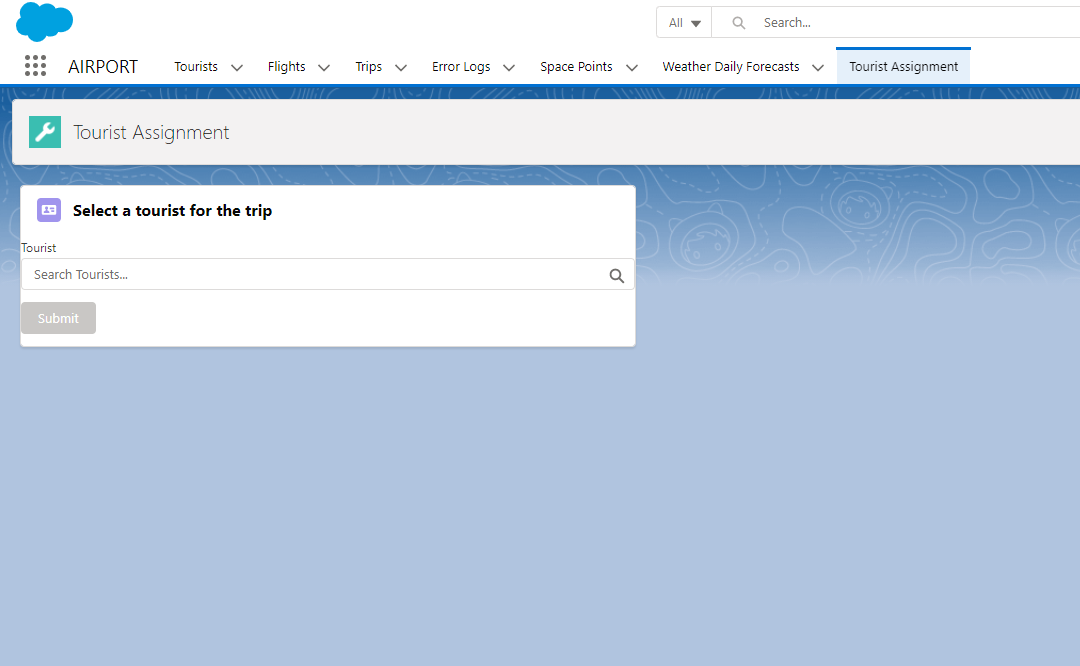 All
Search...
AIRPORT
Tourists
Flights
Trips
Error Logs
Space Points
Weather Daily Forecasts
Tourist Assignment
Tourist Assignment
Select a tourist for the trip
Tourist
Search Tourists...
Submit